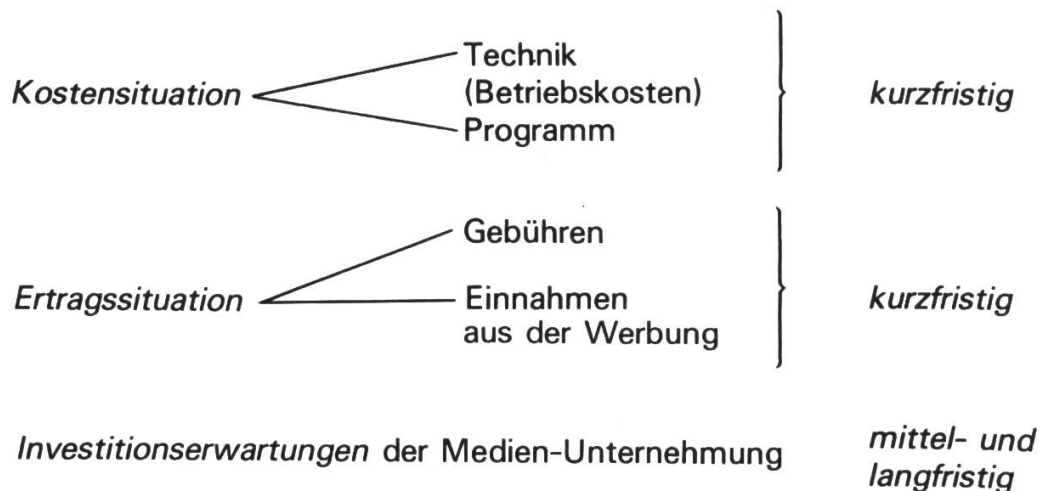 Technik
Kostensituation (Betriebskosten) kurzfristig
Programm
Gebühren
Ertragssituation Einnahmen kurzfristig
aus der Werbung
Investitionserwartungen der Medien-Unternehmung mittel- und
langfristig